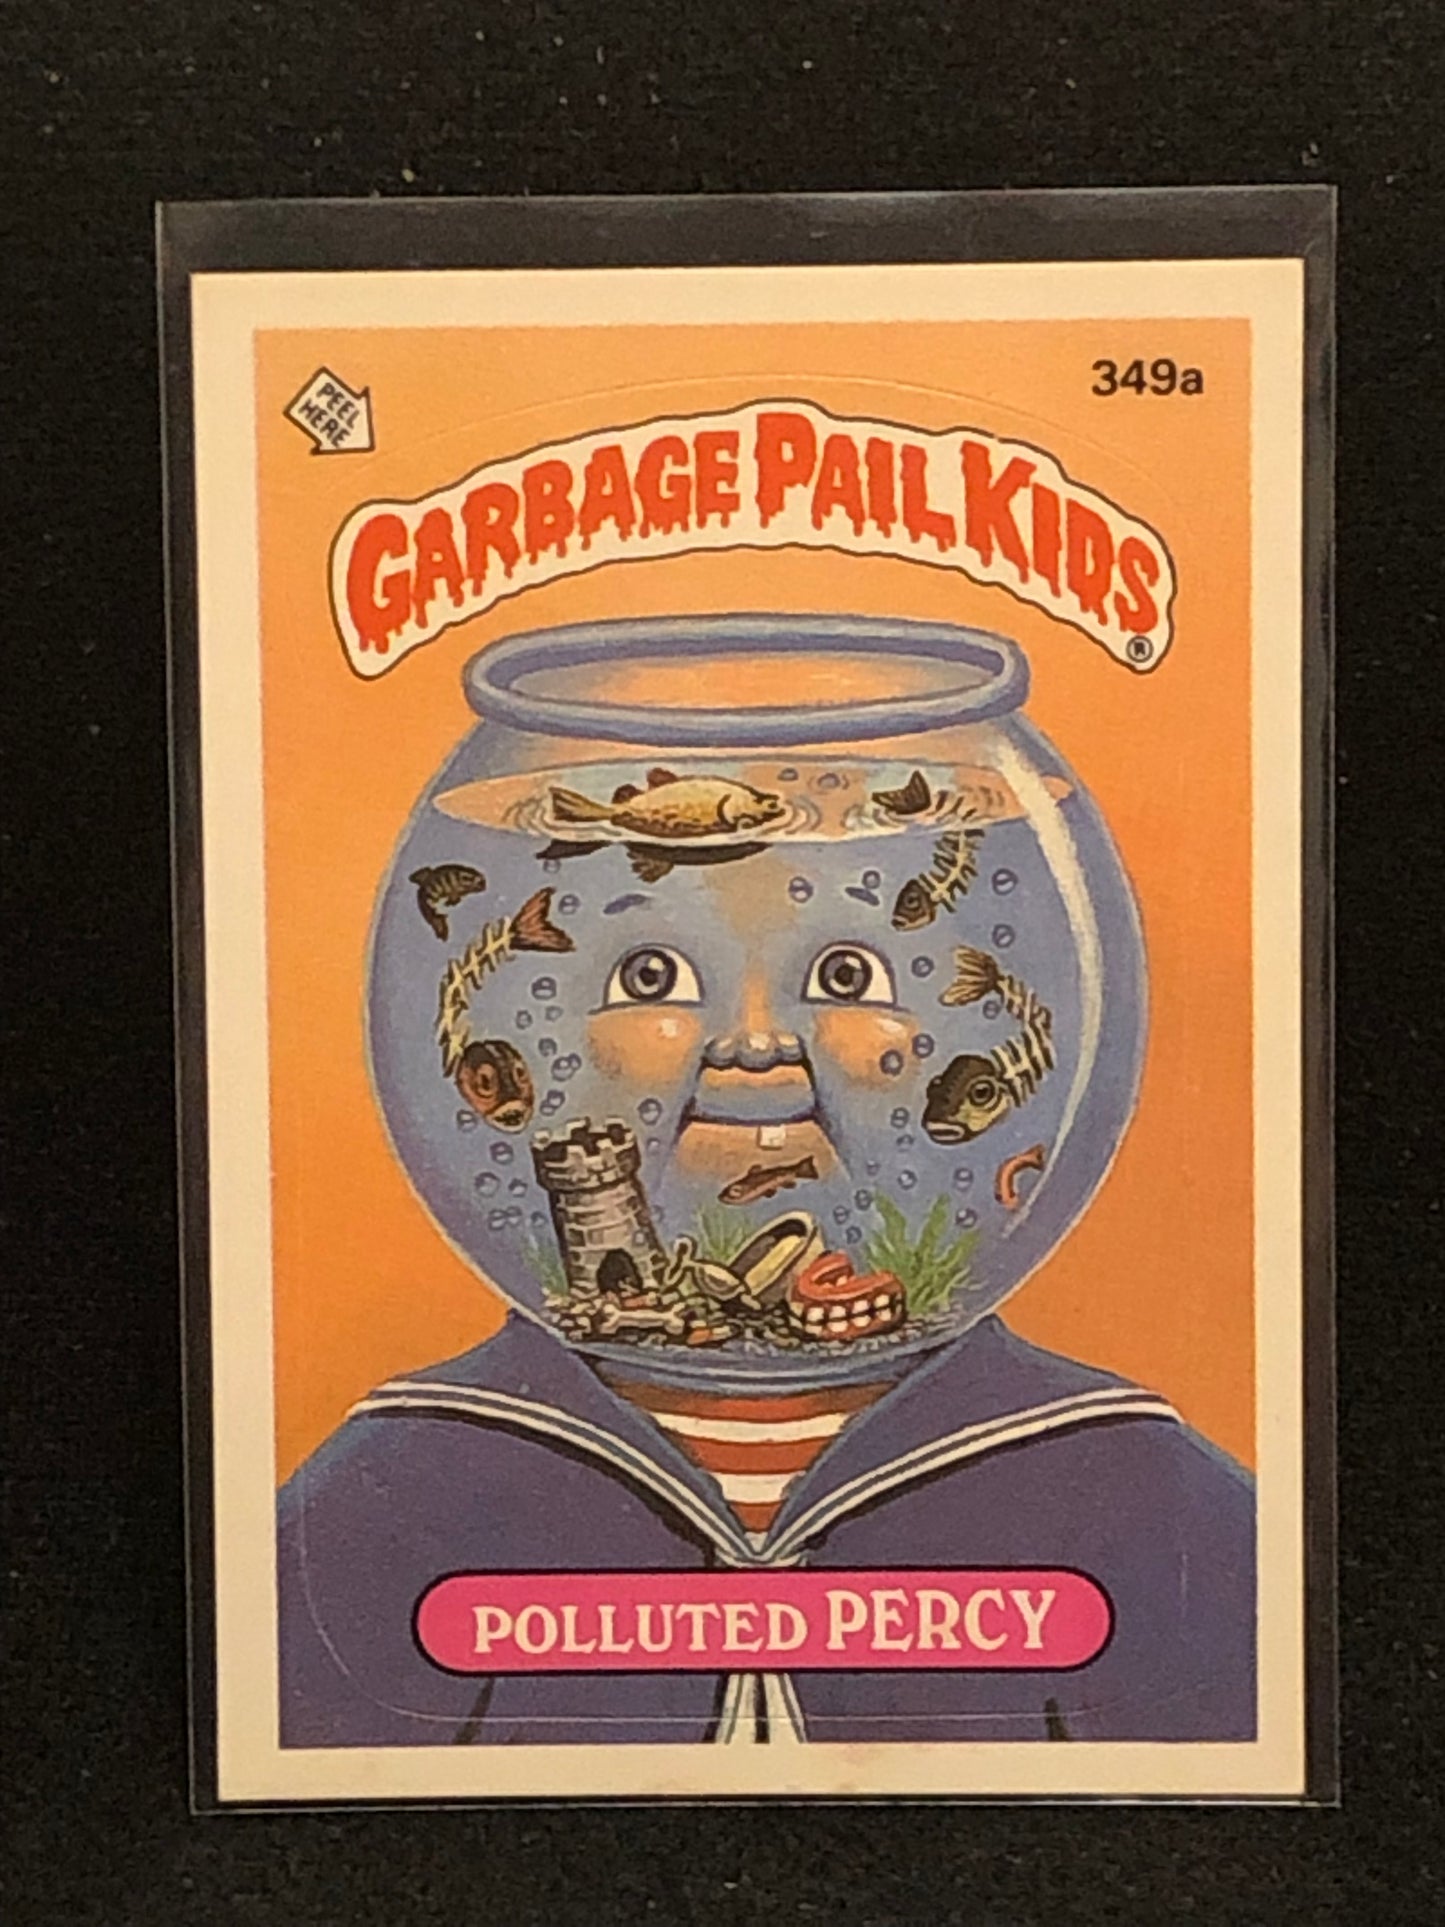 PEEL
HERE
349a
GARBAGE PAIL KIDS
®
POLLUTED PERCY